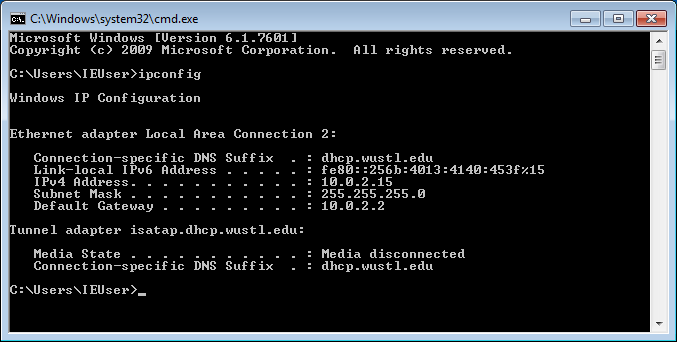 C:\Windows\system32\cmd.exe
Microsoft Windows [Version 6.1.7601]
Copyright (c) 2009 Microsoft Corporation.  All rights reserved.
C:\Users\IEUser>ipconfig
Windows IP Configuration
Ethernet adapter Local Area Connection 2:
   Connection-specific DNS Suffix  . : dhcp.wustl.edu
   Link-local IPv6 Address . . . . . : fe80::256b:4013:4140:453f%15
   IPv4 Address. . . . . . . . . . . : 10.0.2.15
   Subnet Mask . . . . . . . . . . . : 255.255.255.0
   Default Gateway . . . . . . . . . : 10.0.2.2
Tunnel adapter isatap.dhcp.wustl.edu:
   Media State . . . . . . . . . . . : Media disconnected
   Connection-specific DNS Suffix  . : dhcp.wustl.edu
C:\Users\IEUser>_